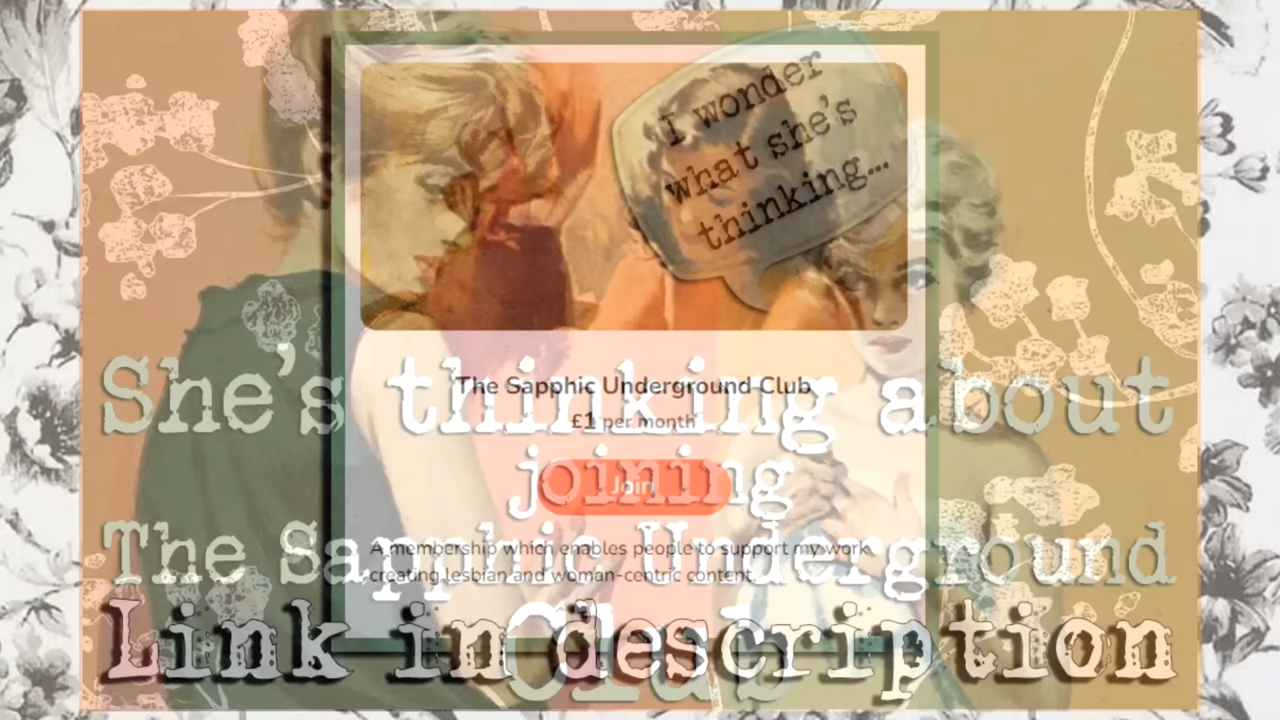 I wonder
what she's
thinking...
She's thinking about
joining
The Sapphic Underground
Club
The Sapphic Underground Club
£1 per month
Join
A membership which enables people to support my work
creating lesbian and woman-centric content.
Link in description